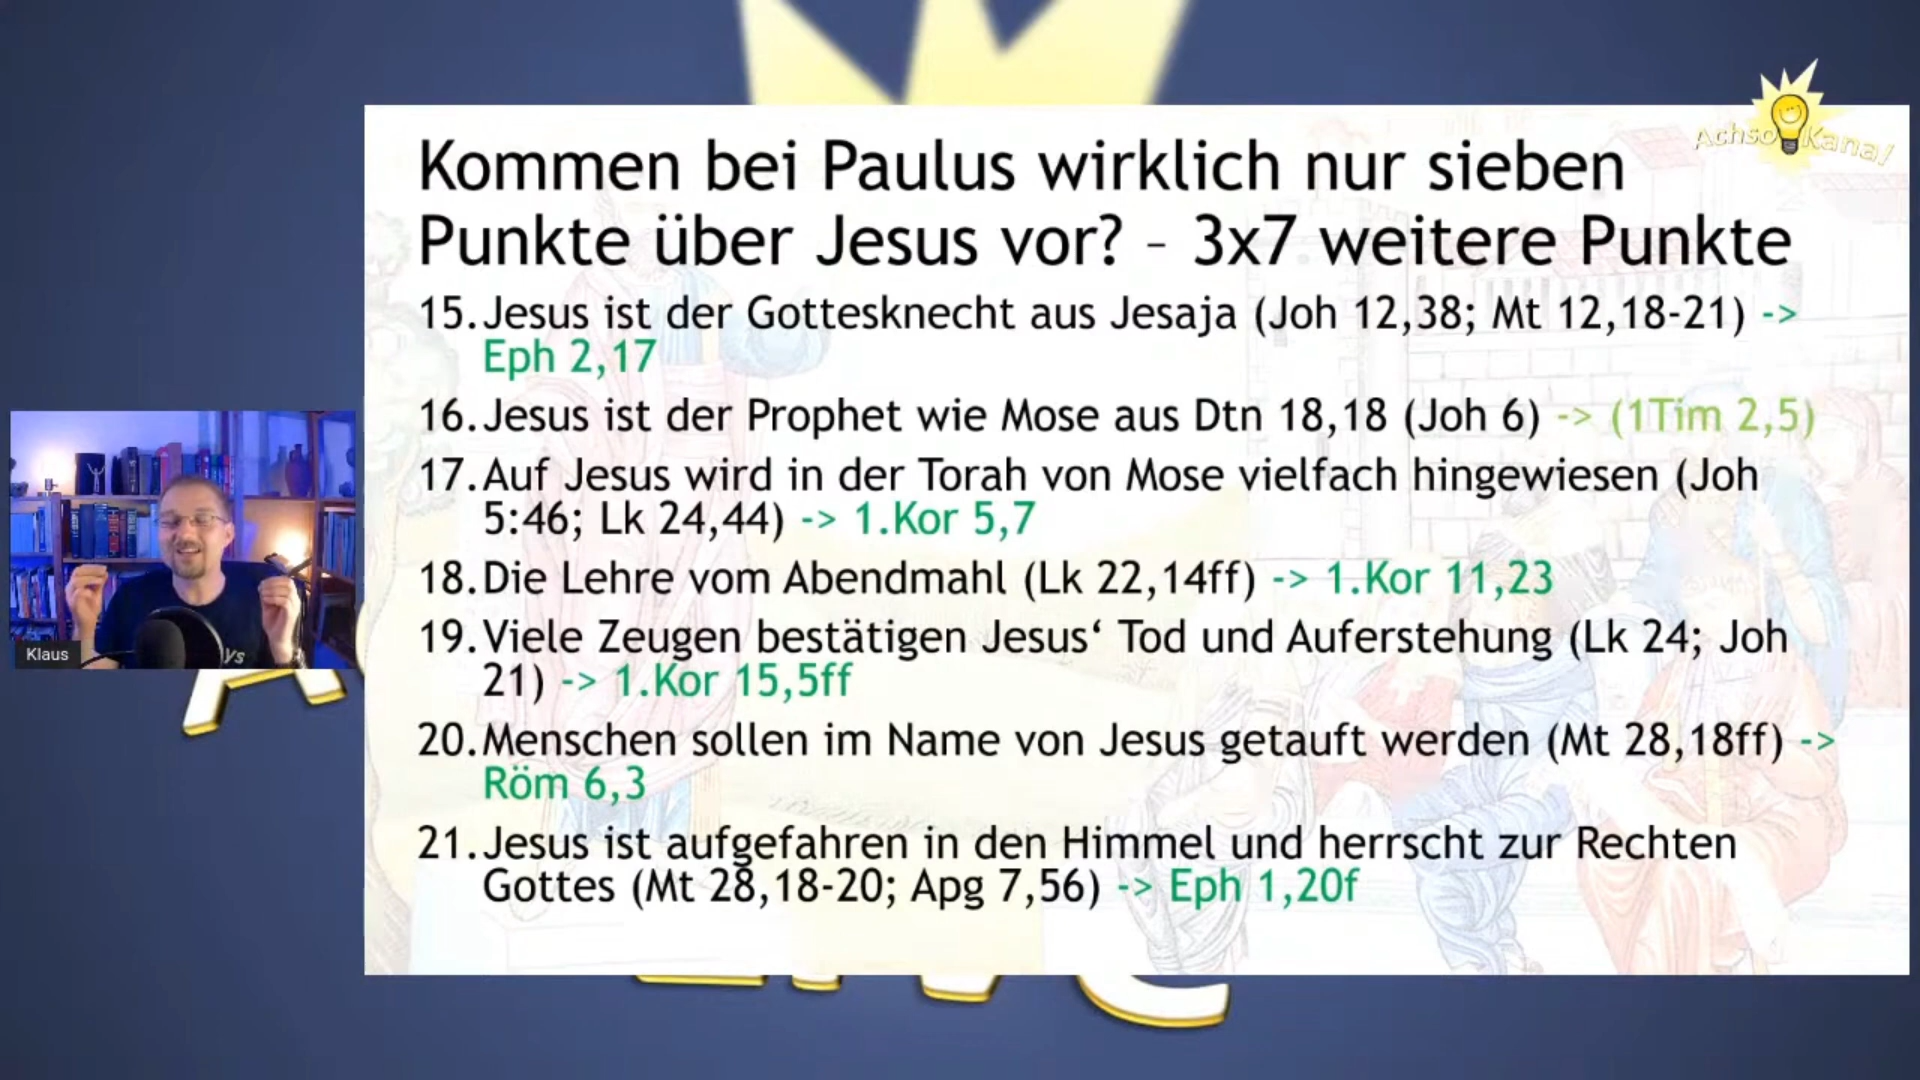 Kommen bei Paulus wirklich nur sieben
Punkte über Jesus vor? – 3x7 weitere Punkte
15. Jesus ist der Gottesknecht aus Jesaja (Joh 12,38; Mt 12,18-21) ->
Eph 2,17
16. Jesus ist der Prophet wie Mose aus Dtn 18,18 (Joh 6) -> (1Tim 2,5)
17. Auf Jesus wird in der Torah von Mose vielfach hingewiesen (Joh
5:46; Lk 24,44) -> 1.Kor 5,7
18. Die Lehre vom Abendmahl (Lk 22,14ff) -> 1.Kor 11,23
19. Viele Zeugen bestätigen Jesus‘ Tod und Auferstehung (Lk 24; Joh
21) -> 1.Kor 15,5ff
20. Menschen sollen im Name von Jesus getauft werden (Mt 28,18ff) ->
Röm 6,3
21. Jesus ist aufgefahren in den Himmel und herrscht zur Rechten
Gottes (Mt 28,18-20; Apg 7,56) -> Eph 1,20f
Achso Kanal
Klaus